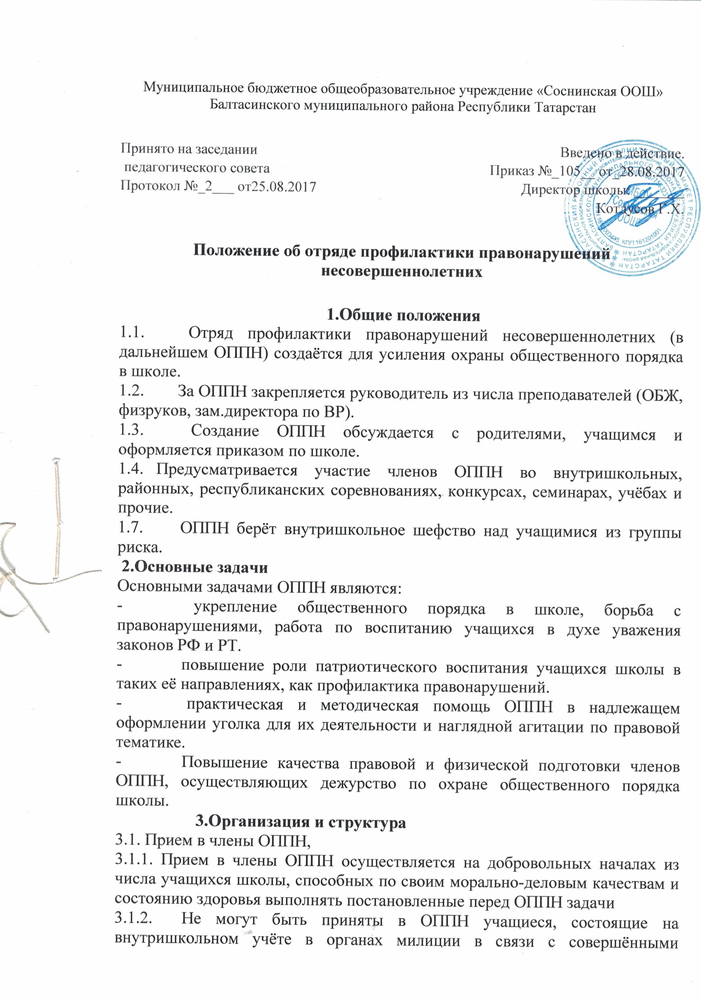 Муниципальное бюджетное общеобразовательное учреждение «Соснинская ООШ»
Балтасинского муниципального района Республики Татарстан
Принято на заседании
педагогического совета
Протокол №_2___ от25.08.2017
Введено в действие.
Приказ №_105__ от_28.08.2017
Директор школы:
Котдусов Г.Х.
КПП 161201001
Положение об отряде профилактики правонарушений
несовершеннолетних
1.Общие положения
1.1. Отряд профилактики правонарушений несовершеннолетних (в
дальнейшем ОППН) создаётся для усиления охраны общественного порядка
в школе.
1.2. За ОППН закрепляется руководитель из числа преподавателей (ОБЖ,
физруков, зам.директора по ВР).
1.3. Создание ОППН обсуждается с родителями, учащимся и
оформляется приказом по школе.
1.4. Предусматривается участие членов ОППН во внутришкольных,
районных, республиканских соревнованиях, конкурсах, семинарах, учёбах и
прочие.
1.7. ОППН берёт внутришкольное шефство над учащимися из группы
риска.
2.Основные задачи
Основными задачами ОППН являются:
- укрепление общественного порядка в школе, борьба с
правонарушениями, работа по воспитанию учащихся в духе уважения
законов РФ и РТ.
- повышение роли патриотического воспитания учащихся школы в
таких её направлениях, как профилактика правонарушений.
- практическая и методическая помощь ОППН в надлежащем
оформлении уголка для их деятельности и наглядной агитации по правовой
тематике.
- Повышение качества правовой и физической подготовки членов
ОППН, осуществляющих дежурство по охране общественного порядка
школы.
3.Организация и структура
3.1. Прием в члены ОППН,
3.1.1. Прием в члены ОППН осуществляется на добровольных началах из
числа учащихся школы, способных по своим морально-деловым качествам и
состоянию здоровья выполнять постановленные перед ОППН задачи
3.1.2. Не могут быть приняты в ОППН учащиеся, состоящие на
внутришкольном учёте в органах милиции в связи с совершёнными